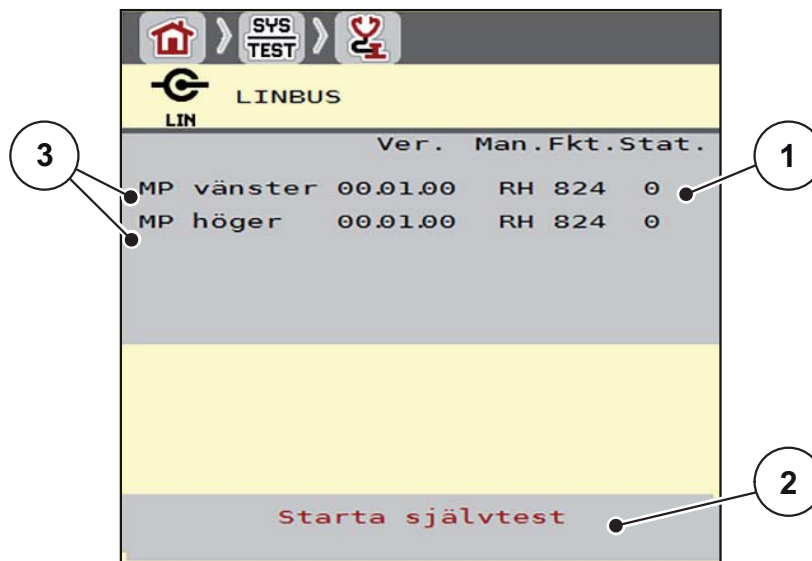 SYS
TEST
LIN
LINBUS
Ver. Man.Fkt.Stat.
MP vänster 00.01.00 RH 824 0
MP höger 00.01.00 RH 824 0
Starta självtest
3
1
2